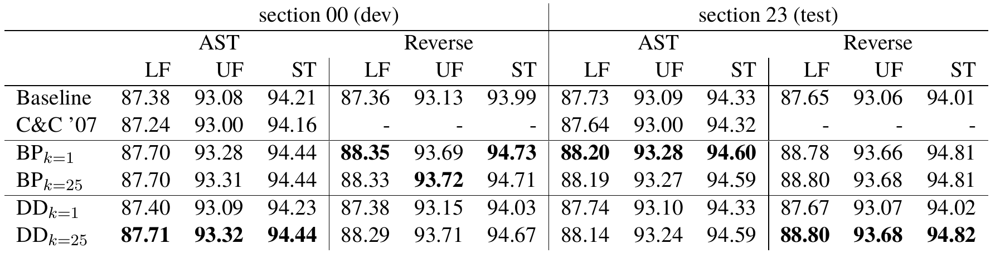 section 00 (dev) section 23 (test)
AST Reverse AST Reverse
LF UF ST LF UF ST LF UF ST LF UF ST
Baseline 87.38 93.08 94.21 87.36 93.13 93.99 87.73 93.09 94.33 87.65 93.06 94.01
C&C ’07 87.24 93.00 94.16 - - - 87.64 93.00 94.32 - - -
BPk=1 87.70 93.28 94.44 88.35 93.69 94.73 88.20 93.28 94.60 88.78 93.66 94.81
BPk=25 87.70 93.31 94.44 88.33 93.72 94.71 88.19 93.27 94.59 88.80 93.68 94.81
DDk=1 87.40 93.09 94.23 87.38 93.15 94.03 87.74 93.10 94.33 87.67 93.07 94.02
DDk=25 87.71 93.32 94.44 88.29 93.71 94.67 88.14 93.24 94.59 88.80 93.68 94.82